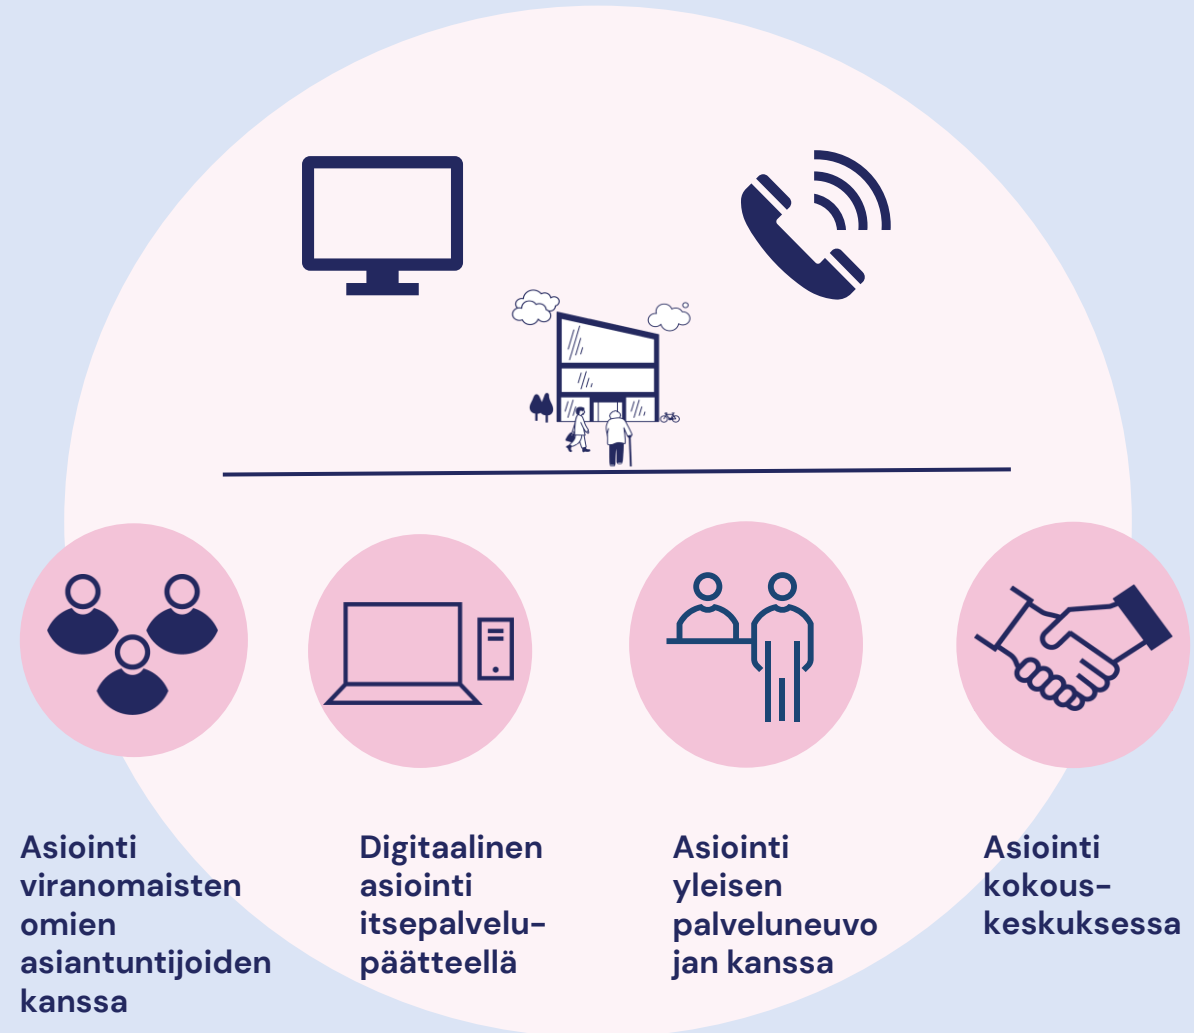 Asiointi
viranomaisten
omien
asiantuntijoiden
kanssa
Digitaalinen
asiointi
itsepalvelu-
päätteellä
Asiointi
yleisen
palveluneuvo
jan kanssa
Asiointi
kokous-
keskuksessa